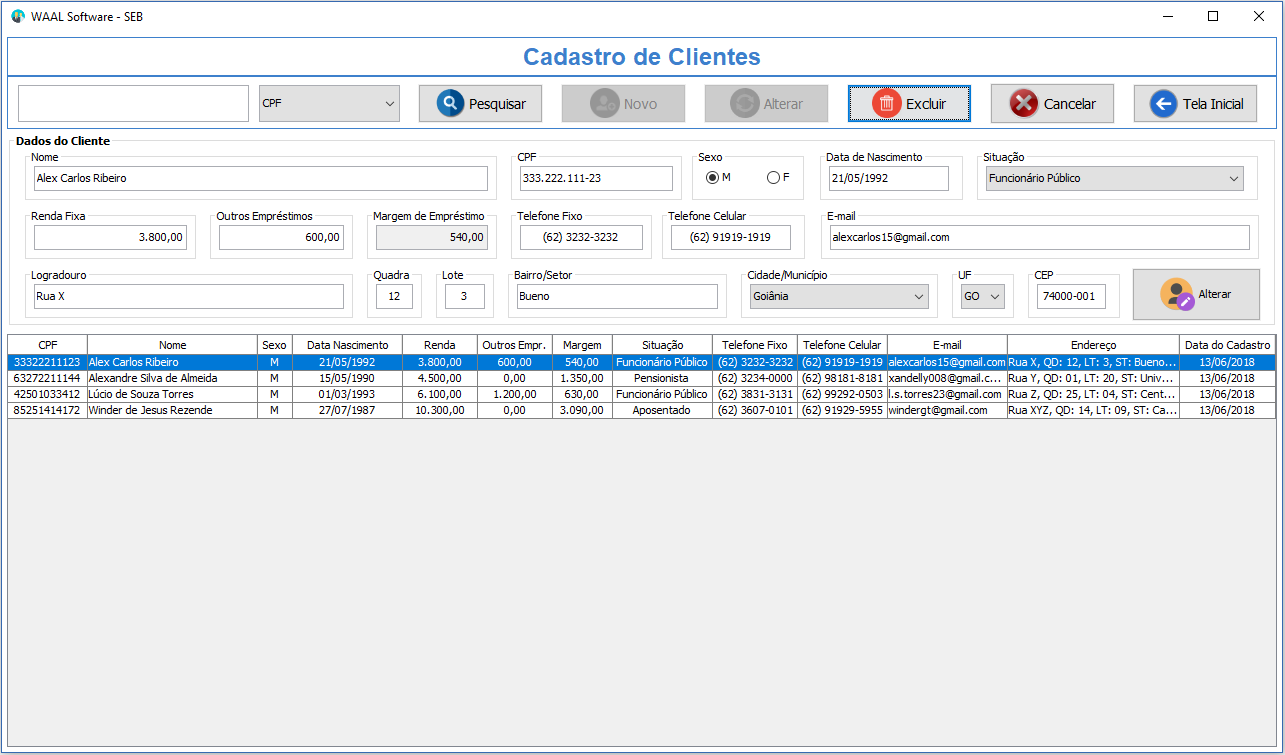 WAAL Software - SEB
Cadastro de Clientes
CPF Pesquisar Novo Alterar Excluir Cancelar Tela Inicial
Dados do Cliente
Nome CPF Sexo Data de Nascimento Situação
Alex Carlos Ribeiro 333.222.111-23 M F 21/05/1992 Funcionário Público
Renda Fixa Outros Empréstimos Margem de Empréstimo Telefone Fixo Telefone Celular E-mail
3.800,00 600,00 540,00 (62) 3232-3232 (62) 91919-1919 alexcarlos15@gmail.com
Logradouro Quadra Lote Bairro/Setor Cidade/Município UF CEP
Rua X 12 3 Bueno Goiânia GO 74000-001 Alterar
CPF Nome Sexo Data Nascimento Renda Outros Empr. Margem Situação Telefone Fixo Telefone Celular E-mail Endereço Data do Cadastro
33322211123 Alex Carlos Ribeiro M 21/05/1992 3.800,00 600,00 540,00 Funcionário Público (62) 3232-3232 (62) 91919-1919 alexcarlos15@gmail.com Rua X, QD: 12, LT: 3, ST: Bueno... 13/06/2018
63272211144 Alexandre Silva de Almeida M 15/05/1990 4.500,00 0,00 1.350,00 Pensionista (62) 3234-0000 (62) 98181-8181 xandelly008@gmail.c... Rua Y, QD: 01, LT: 20, ST: Univ... 13/06/2018
42501033412 Lúcio de Souza Torres M 01/03/1993 6.100,00 1.200,00 630,00 Funcionário Público (62) 3831-3131 (62) 99292-0503 l.s.torres23@gmail.com Rua Z, QD: 25, LT: 04, ST: Cent... 13/06/2018
85251414172 Winder de Jesus Rezende M 27/07/1987 10.300,00 0,00 3.090,00 Aposentado (62) 3607-0101 (62) 91929-5955 windergt@gmail.com Rua XYZ, QD: 14, LT: 09, ST: Ca... 13/06/2018